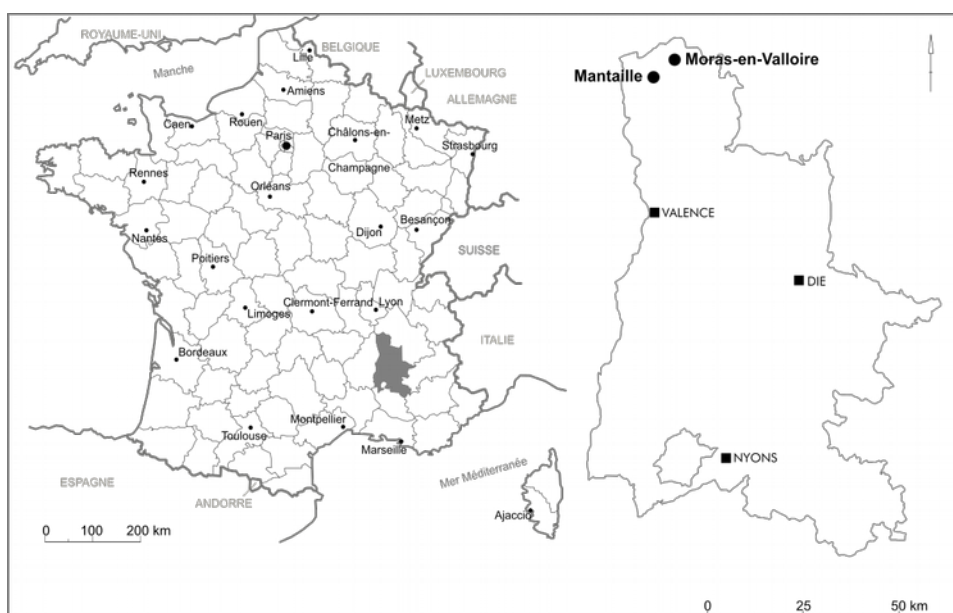 ROYAUME-UNI
BELGIQUE
Lille
Manche
LUXEMBOURG
Amiens
ALLEMAGNE
Caen
Rouen
Paris
Châlons-en-
Champagne
Metz
Strasbourg
Rennes
Orléans
Nantes
Dijon
Besançon
Poitiers
SUISSE
Limoges
Clermont-Ferrand
Lyon
ITALIE
Bordeaux
Toulouse
Montpellier
Marseille
Mer Méditerranée
ESPAGNE
ANDORRE
Ajaccio
0 100 200 km
Moras-en-Valloire
Mantaille
VALENCE
DIE
NYONS
0 25 50 km